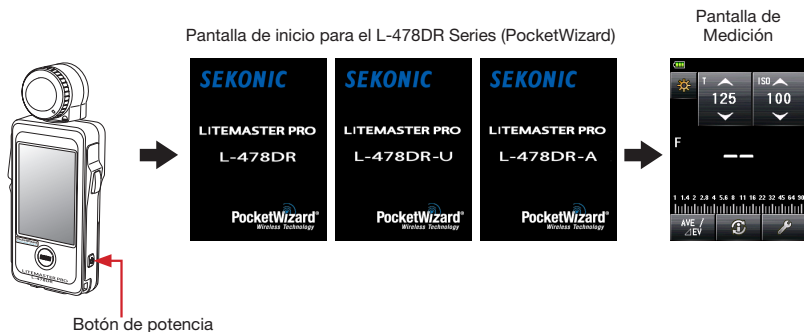 Pantalla de inicio para el L-478DR Series (PocketWizard)
Pantalla de
Medición
SEKONIC
LITEMASTER PRO
L-478DR
PocketWizard®
Wireless Technology
SEKONIC
LITEMASTER PRO
L-478DR-U
PocketWizard®
Wireless Technology
SEKONIC
LITEMASTER PRO
L-478DR-A
PocketWizard®
Wireless Technology
T ISO
125 100
F
1 1.4 2 2.8 4 5.6 8 11 16 22 32 45 64 90
AVE /
⊿EV
LITEMASTER PRO
L-478DR
Botón de potencia